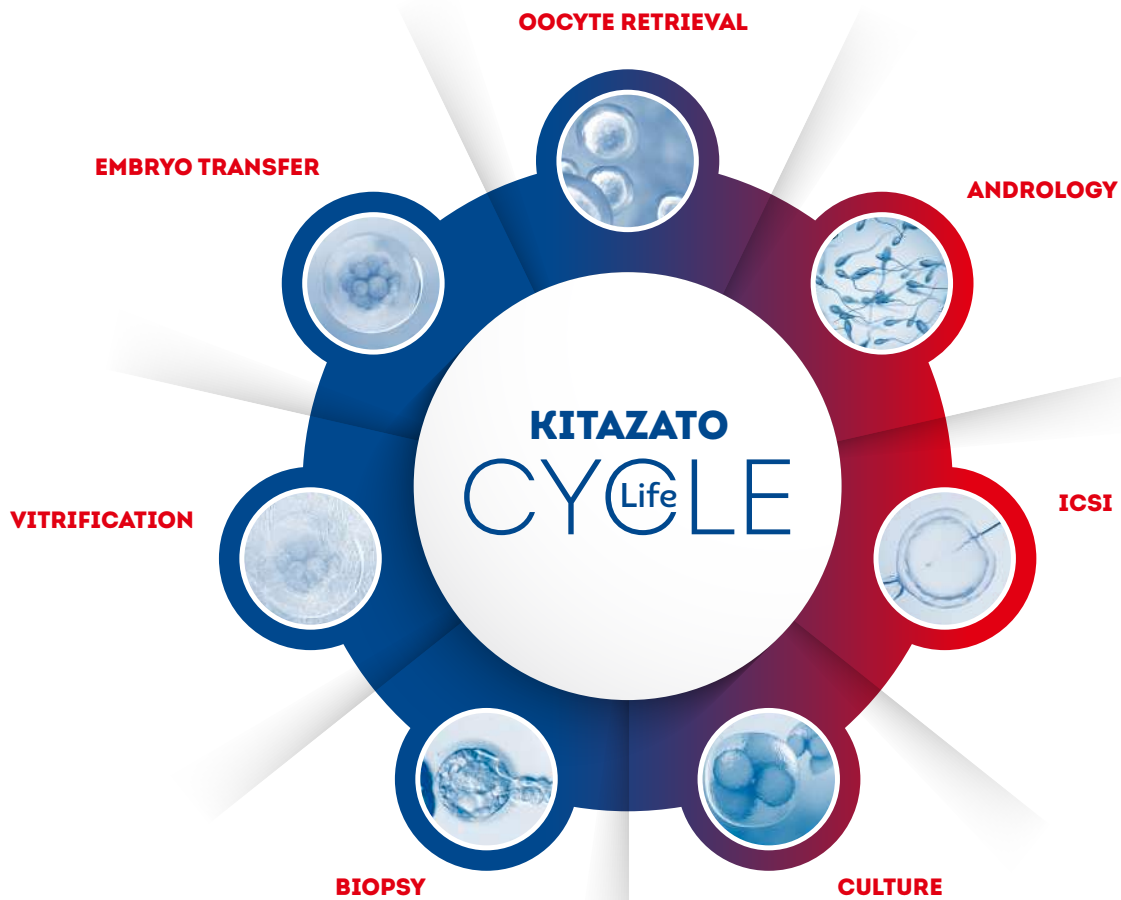 OOCYTE RETRIEVAL
EMBRYO TRANSFER
ANDROLOGY
KITAZATO
CYCLE
Life
VITRIFICATION
ICSI
BIOPSY
CULTURE